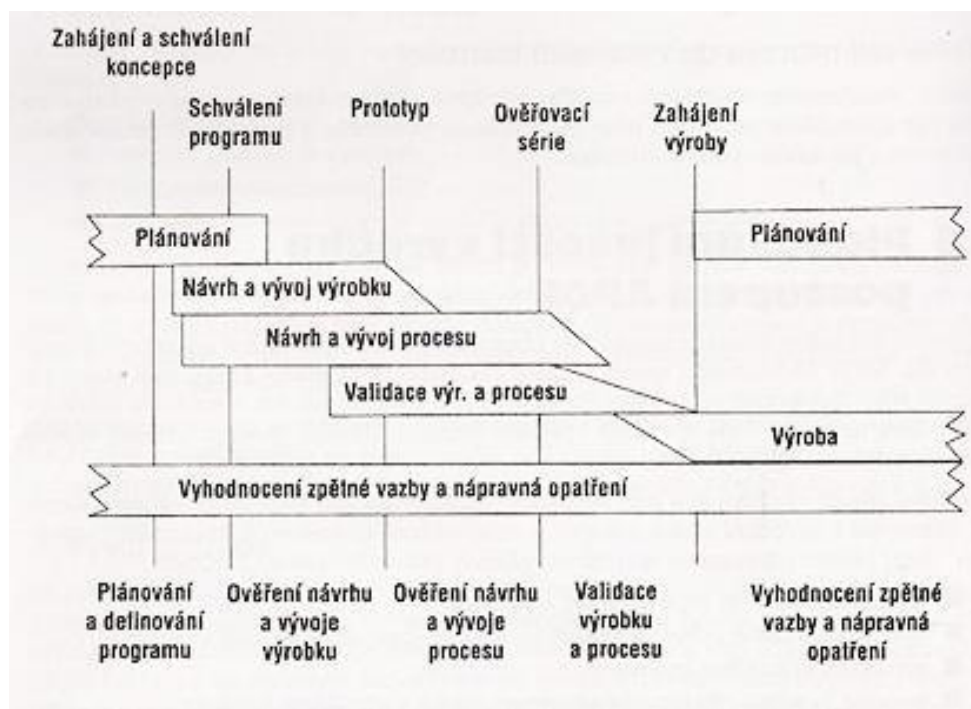 Zahájení a schválení
koncepce
Schválení
programu
Prototyp
Ověřovací
série
Zahájení
výroby
Plánování
Plánování
Návrh a vývoj výrobku
Návrh a vývoj procesu
Validace výr. a procesu
Výroba
Vyhodnocení zpětné vazby a nápravná opatření
Plánování
a definování
programu
Ověření návrhu
a vývoje
výrobku
Ověření návrhu
a vývoje
procesu
Validace
výrobku
a procesu
Vyhodnocení zpětné
vazby a nápravná
opatření